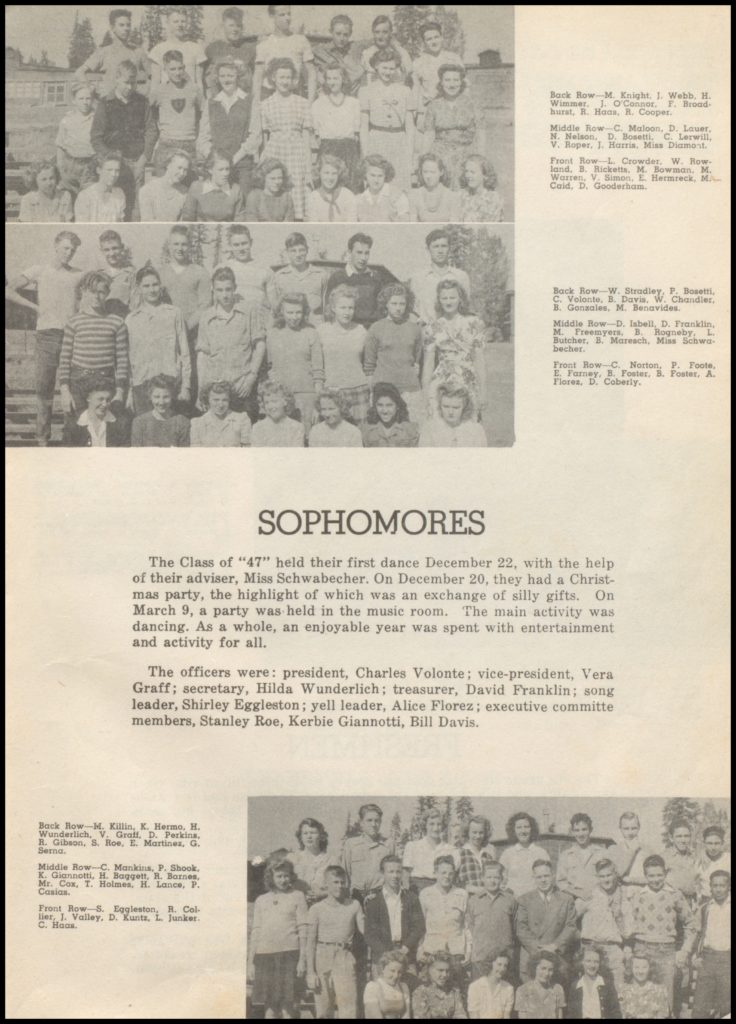 Back Row—M. Knight, J. Webb, H.
Wimmer, J. O'Connor, F. Broad-
hurst, R. Haas, R. Cooper.
Middle Row—C. Maloon, D. Lauer,
N. Nelson, D. Bosetti, C. Lerwill,
V. Roper, J. Harris, Miss Diamont.
Front Row—L. Crowder, W. Row-
land, B. Ricketts, M. Bowman, M.
Warren, V. Simon, E. Hermreck, M.
Caid, D. Gooderham.
Back Row—W. Stradley, P. Bosetti,
C. Volonte, B. Davis, W. Chandler,
B. Gonzales, M. Benavides.
Middle Row—D. Isbell, D. Franklin,
M. Freemyers, B. Rogneby, L.
Butcher, B. Maresch, Miss Schwa-
becher.
Front Row—C. Norton, P. Foote,
E. Farney, B. Foster, B. Foster, A.
Florez, D. Coberly.
SOPHOMORES
The Class of "47" held their first dance December 22, with the help
of their adviser, Miss Schwabecher. On December 20, they had a Christ-
mas party, the highlight of which was an exchange of silly gifts. On
March 9, a party was held in the music room. The main activity was
dancing. As a whole, an enjoyable year was spent with entertainment
and activity for all.
The officers were: president, Charles Volonte; vice-president, Vera
Graff; secretary, Hilda Wunderlich; treasurer, David Franklin; song
leader, Shirley Eggleston; yell leader, Alice Florez; executive committe
members, Stanley Roe, Kerbie Giannotti, Bill Davis.
Back Row—M. Killin, K. Hermo, H.
Wunderlich, V. Graff, D. Perkins,
R. Gibson, S. Roe, E. Martinez, G.
Serna.
Middle Row—C. Mankins, P. Shook,
K. Giannotti, H. Baggett, R. Barnes,
Mr. Cox, T. Holmes, H. Lance, P.
Casias.
Front Row—S. Eggleston, R. Col-
lier, J. Valley, D. Kuntz, L. Junker.
C. Haas.